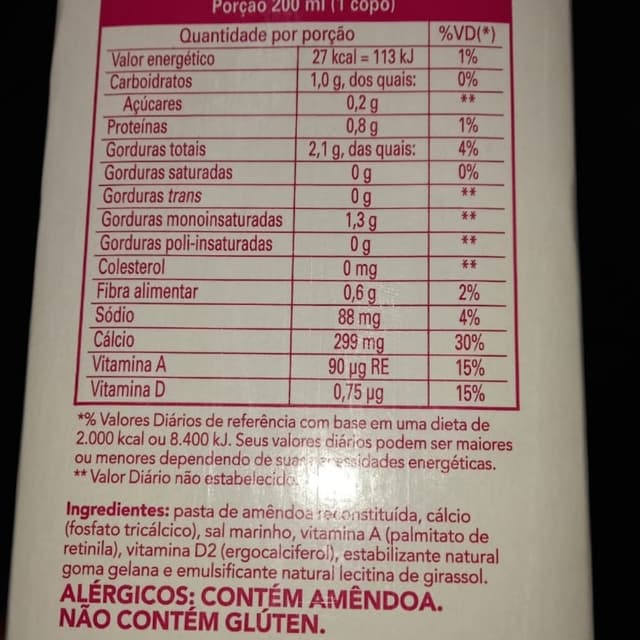 Porção 200 ml (1 copo)
Quantidade por porção %VD(*)
Valor energético 27 kcal = 113 kJ 1%
Carboidratos 1,0 g, dos quais: 0%
Açúcares 0,2 g **
Proteínas 0,8 g 1%
Gorduras totais 2,1 g, das quais: 4%
Gorduras saturadas 0 g 0%
Gorduras trans 0 g **
Gorduras monoinsaturadas 1,3 g **
Gorduras poli-insaturadas 0 g **
Colesterol 0 mg **
Fibra alimentar 0,6 g 2%
Sódio 88 mg 4%
Cálcio 299 mg 30%
Vitamina A 90 µg RE 15%
Vitamina D 0,75 µg 15%
*% Valores Diários de referência com base em uma dieta de
2.000 kcal ou 8.400 kJ. Seus valores diários podem ser maiores
ou menores dependendo de suas necessidades energéticas.
** Valor Diário não estabelecido.
Ingredientes: pasta de amêndoa reconstituída, cálcio
(fosfato tricálcico), sal marinho, vitamina A (palmitato de
retinila), vitamina D2 (ergocalciferol), estabilizante natural
goma gelana e emulsificante natural lecitina de girassol.
ALÉRGICOS: CONTÉM AMÊNDOA.
NÃO CONTÉM GLÚTEN.